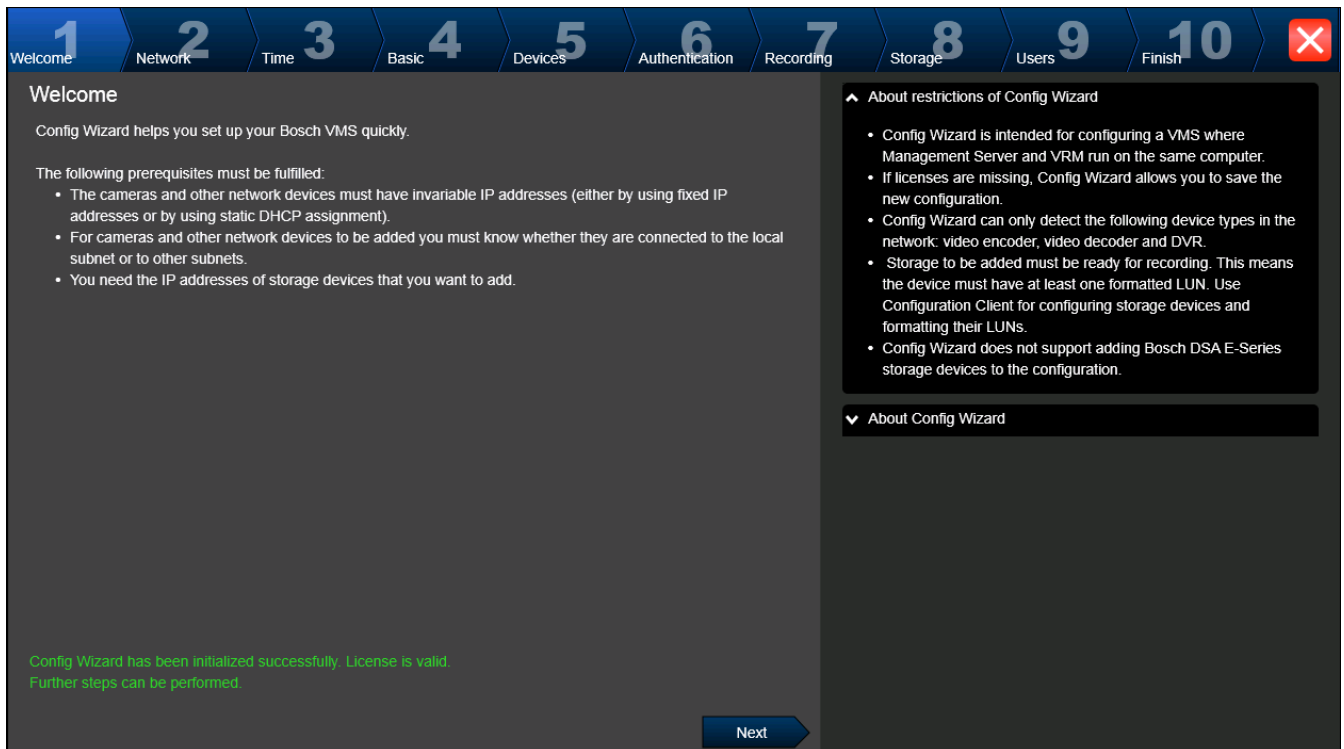 1 Welcome
2 Network
3 Time
4 Basic
5 Devices
6 Authentication
7 Recording
8 Storage
9 Users
10 Finish
Welcome
Config Wizard helps you set up your Bosch VMS quickly.
The following prerequisites must be fulfilled:
• The cameras and other network devices must have invariable IP addresses (either by using fixed IP
addresses or by using static DHCP assignment).
• For cameras and other network devices to be added you must know whether they are connected to the local
subnet or to other subnets.
• You need the IP addresses of storage devices that you want to add.
Config Wizard has been initialized successfully. License is valid.
Further steps can be performed.
Next
About restrictions of Config Wizard
• Config Wizard is intended for configuring a VMS where
Management Server and VRM run on the same computer.
• If licenses are missing, Config Wizard allows you to save the
new configuration.
• Config Wizard can only detect the following device types in the
network: video encoder, video decoder and DVR.
• Storage to be added must be ready for recording. This means
the device must have at least one formatted LUN. Use
Configuration Client for configuring storage devices and
formatting their LUNs.
• Config Wizard does not support adding Bosch DSA E-Series
storage devices to the configuration.
About Config Wizard